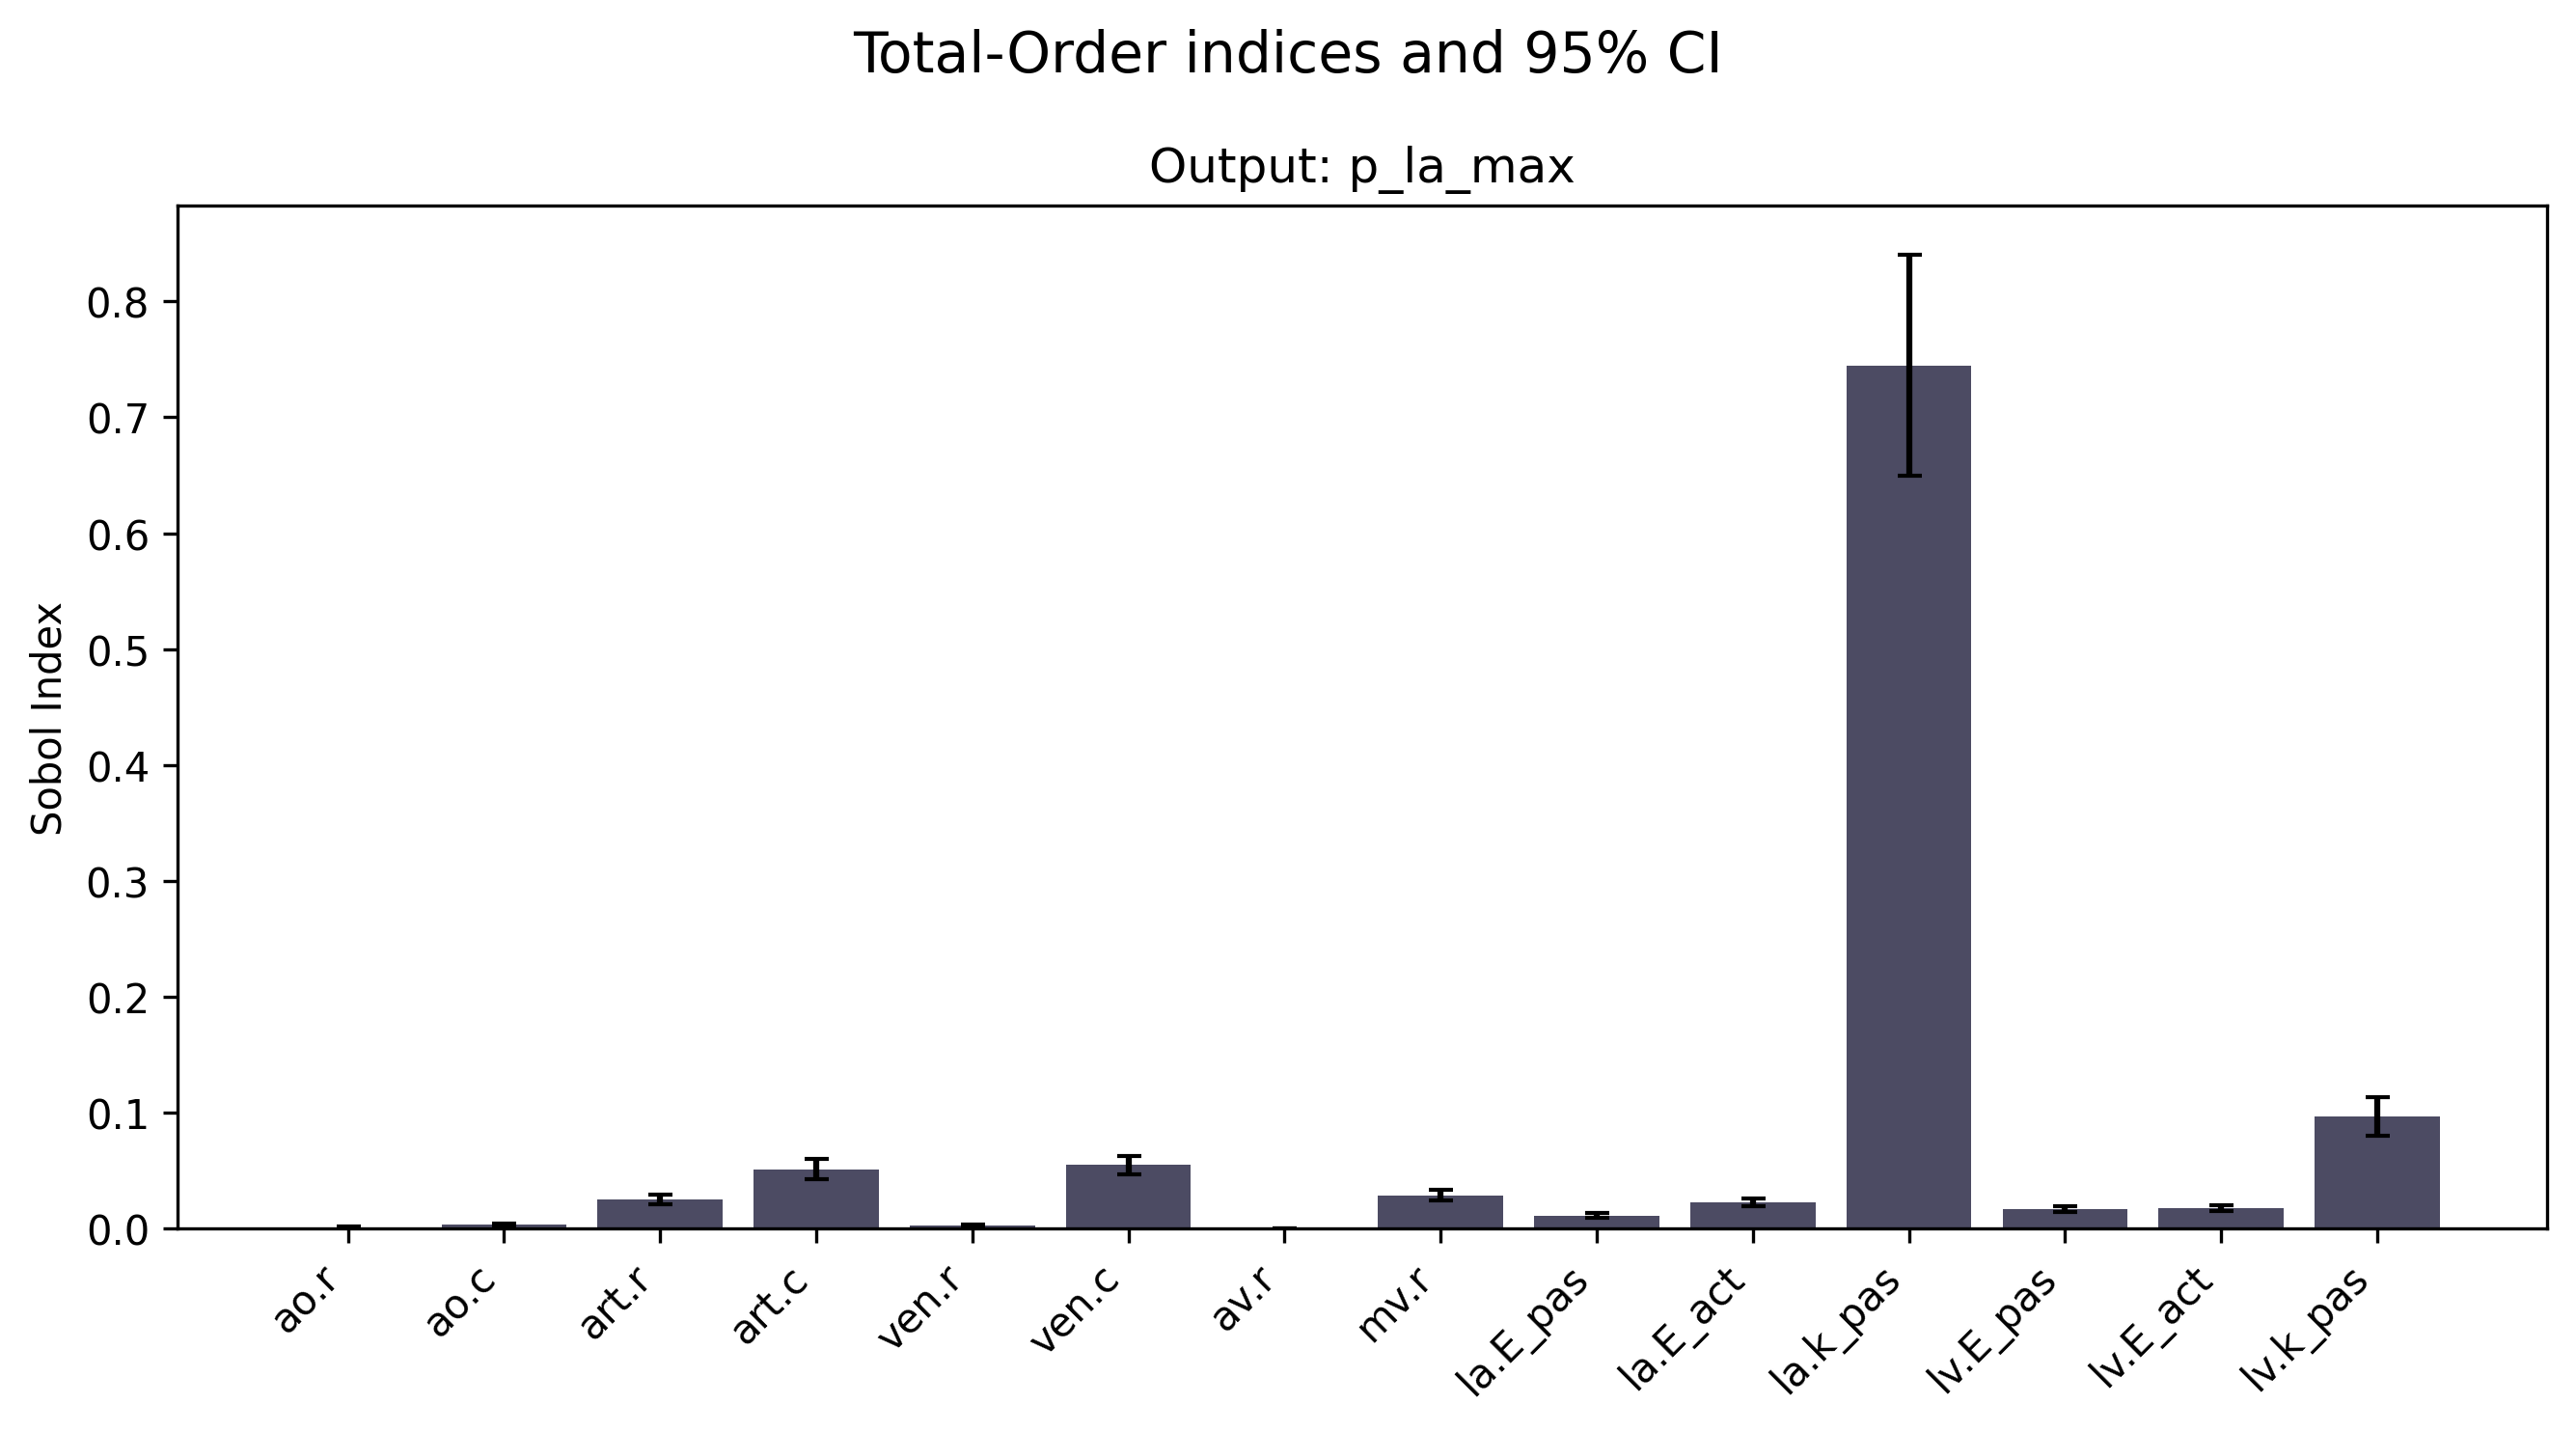 Total-Order indices and 95% CI
Output: p_la_max
Sobol Index
0.8
0.7
0.6
0.5
0.4
0.3
0.2
0.1
0.0
ao.r
ao.c
art.r
art.c
ven.r
ven.c
av.r
mv.r
la.E_pas
la.E_act
la.k_pas
lv.E_pas
lv.E_act
lv.k_pas